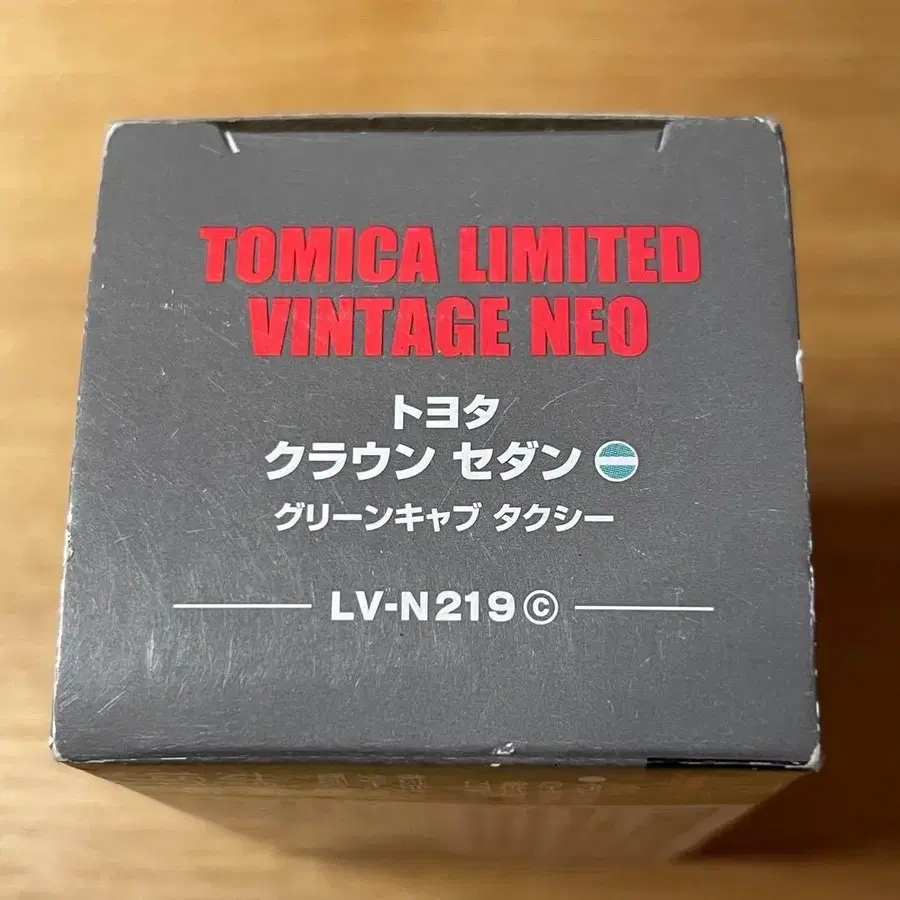 TOMICA LIMITED
VINTAGE NEO
トヨタ
クラウン セダン
グリーンキャブ タクシー
LV-N219ⓒ